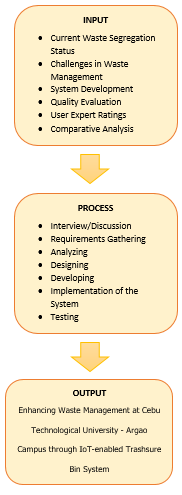 INPUT
• Current Waste Segregation
Status
• Challenges in Waste
Management
• System Development
• Quality Evaluation
• User Expert Ratings
• Comparative Analysis
PROCESS
• Interview/Discussion
• Requirements Gathering
• Analyzing
• Designing
• Developing
• Implementation of the
System
• Testing
OUTPUT
Enhancing Waste Management at Cebu
Technological University - Argao
Campus through IoT-enabled Trashsure
Bin System